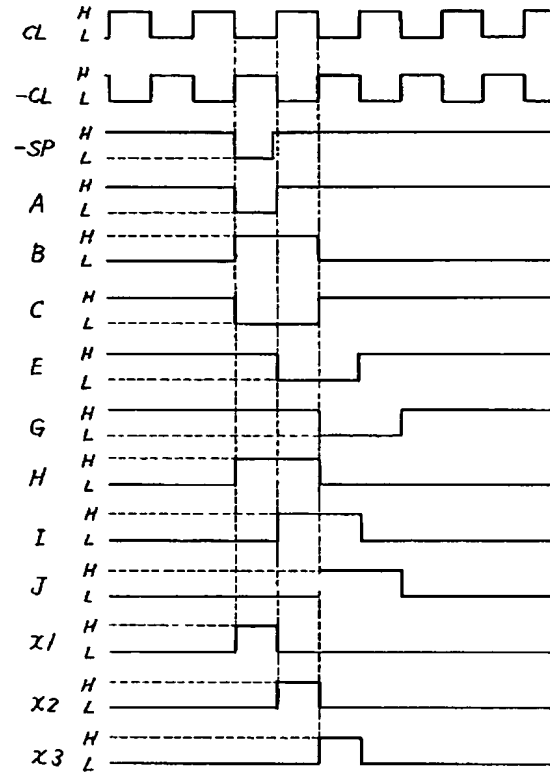 CL H L
-CL H L
-SP H L
A H L
B H L
C H L
E H L
G H L
H H L
I H L
J H L
x1 H L
x2 H L
x3 H L